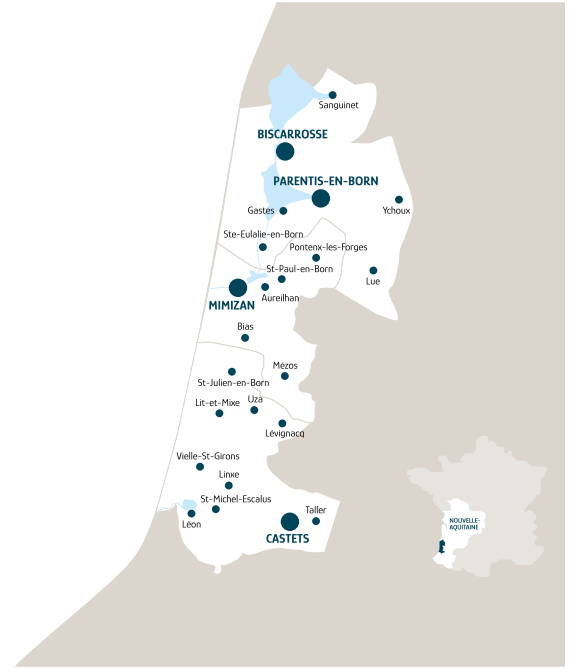 Sanguinet
BISCARROSSE
PARENTIS-EN-BORN
Gastes
Ychoux
Ste-Eulalie-en-Born
Pontenx-les-Forges
St-Paul-en-Born
Lue
Aureilhan
MIMIZAN
Bias
Mézos
St-Julien-en-Born
Lit-et-Mixe
Uza
Lévignacq
Vielle-St-Girons
Linxe
St-Michel-Escalus
Léon
Taller
CASTETS
NOUVELLE-
AQUITAINE